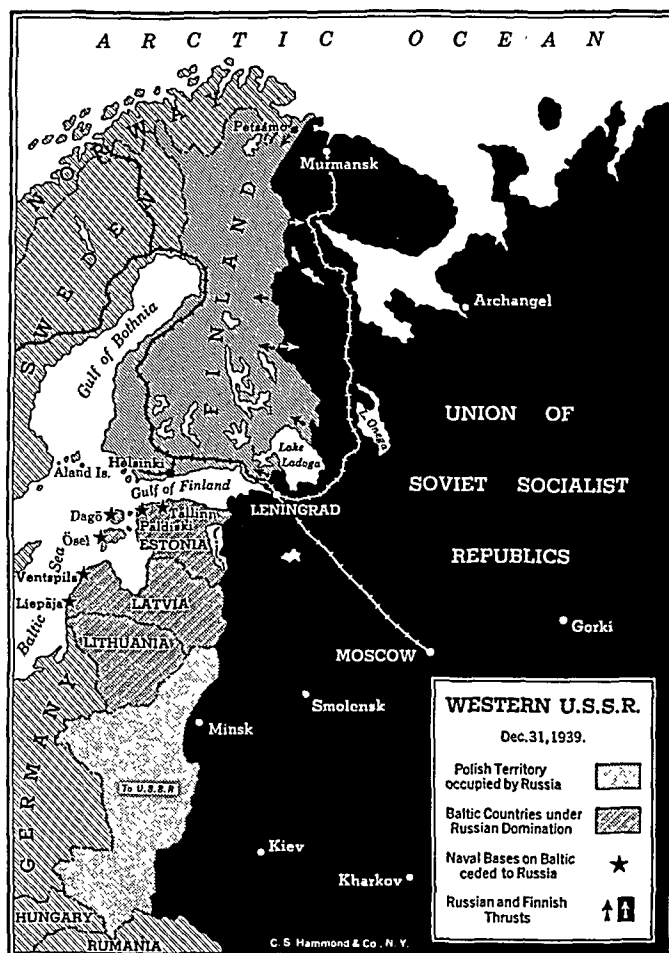 ARCTIC OCEAN
NORWAY
SWEDEN
FINLAND
Petsamo
Murmansk
Archangel
Gulf of Bothnia
L. Onega
UNION OF
SOVIET SOCIALIST
REPUBLICS
Lake
Ladoga
Åland Is.
Helsinki
Gulf of Finland
LENINGRAD
Dagö
Tallinn
Paldiski
Ösel
ESTONIA
Baltic Sea
Ventspils
Liepāja
LATVIA
LITHUANIA
Gorki
MOSCOW
Smolensk
Minsk
GERMANY
To U.S.S.R
Kiev
Kharkov
HUNGARY
RUMANIA
C. S. Hammond & Co., N. Y.
WESTERN U.S.S.R.
Dec. 31, 1939.
Polish Territory
occupied by Russia
Baltic Countries under
Russian Domination
Naval Bases on Baltic
ceded to Russia
Russian and Finnish
Thrusts